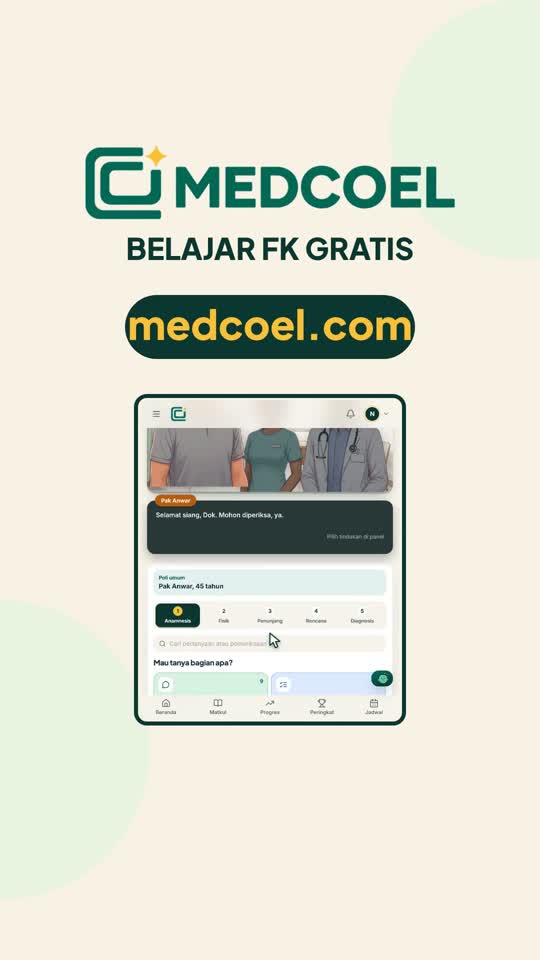 MEDCOEL
BELAJAR FK GRATIS
medcoel.com
N
Pak Anwar
Selamat siang, Dok. Mohon diperiksa, ya.
Pilih tindakan di panel
Poli umum
Pak Anwar, 45 tahun
1 2 3 4 5
Anamnesis Fisik Penunjang Rencana Diagnosis
Cari pertanyaan atau pemeriksaan
Mau tanya bagian apa?
9
Beranda Matkul Progres Peringkat Jadwal